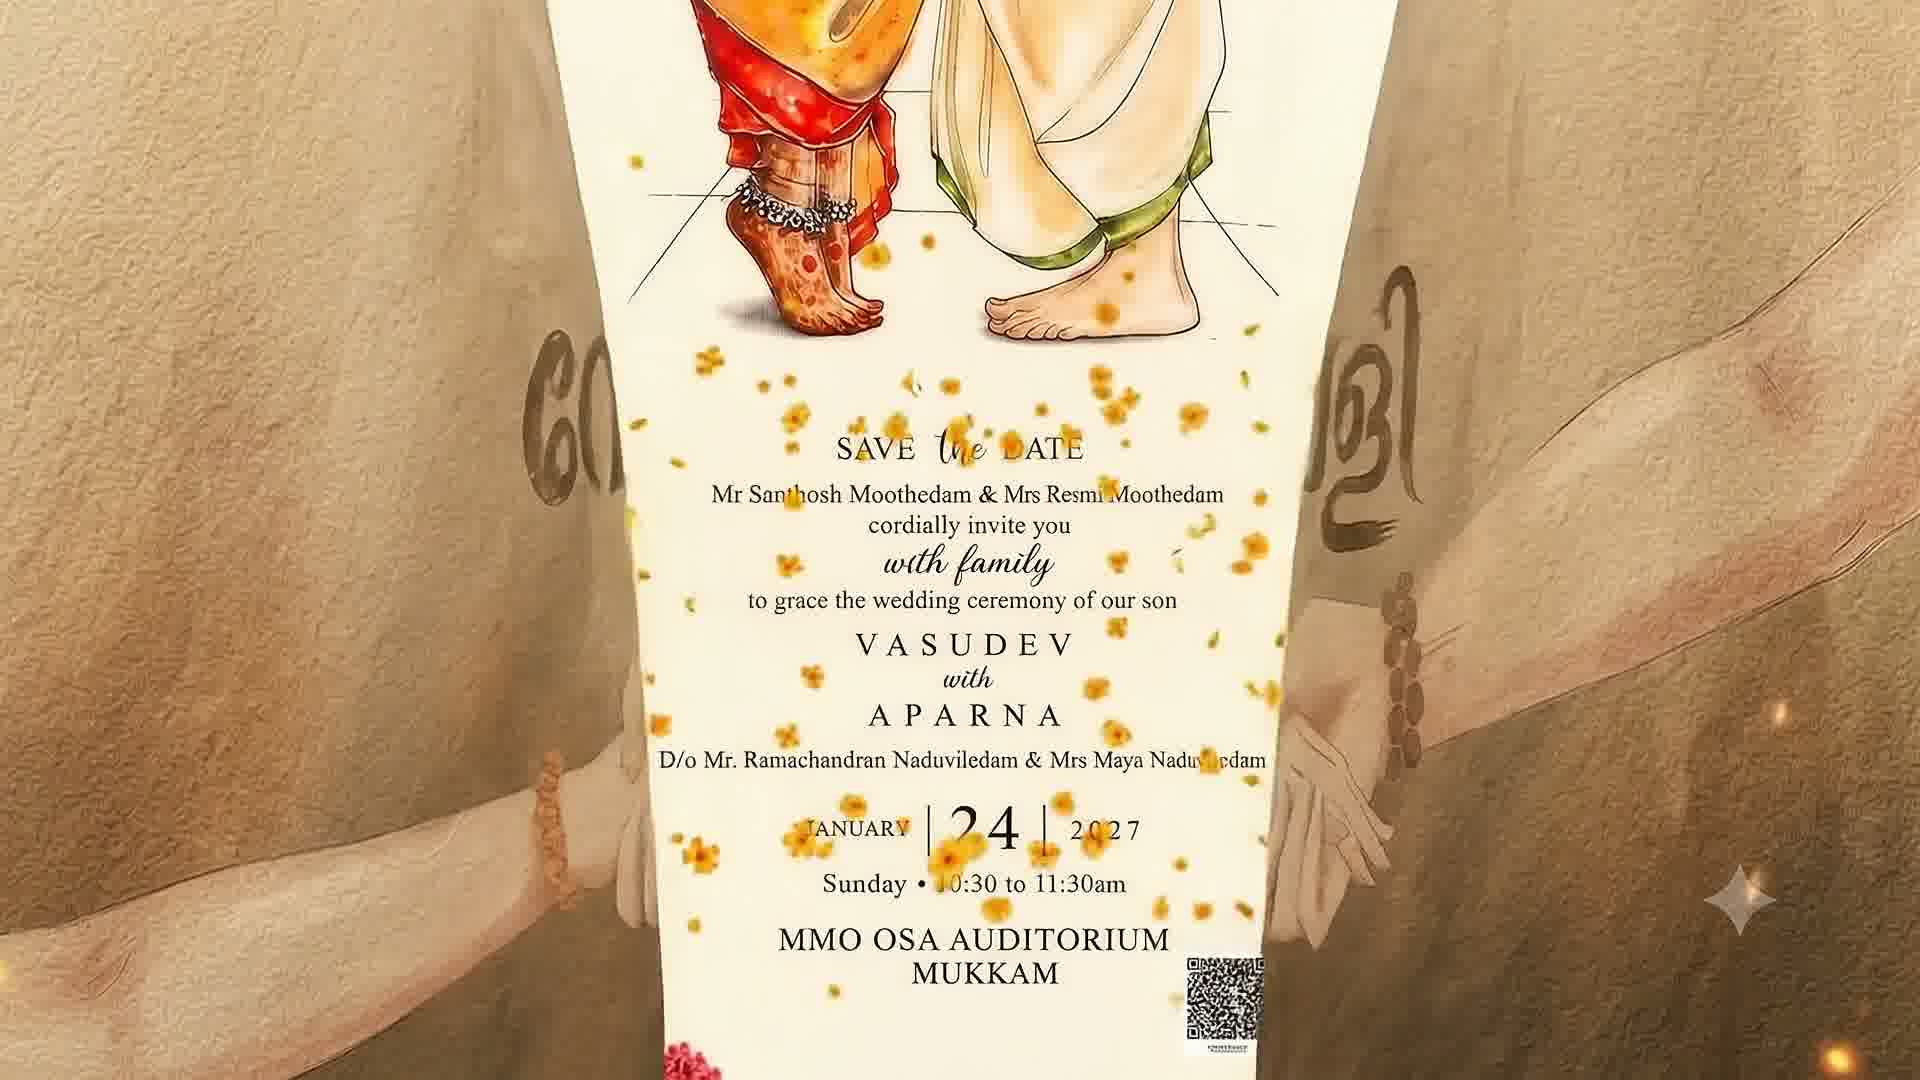 SAVE the DATE
Mr Santhosh Moothedam & Mrs Resmi Moothedam
cordially invite you
with family
to grace the wedding ceremony of our son
VASUDEV
with
APARNA
D/o Mr. Ramachandran Naduviledam & Mrs Maya Naduviledam
JANUARY | 24 | 2027
Sunday • 10:30 to 11:30am
MMO OSA AUDITORIUM
MUKKAM